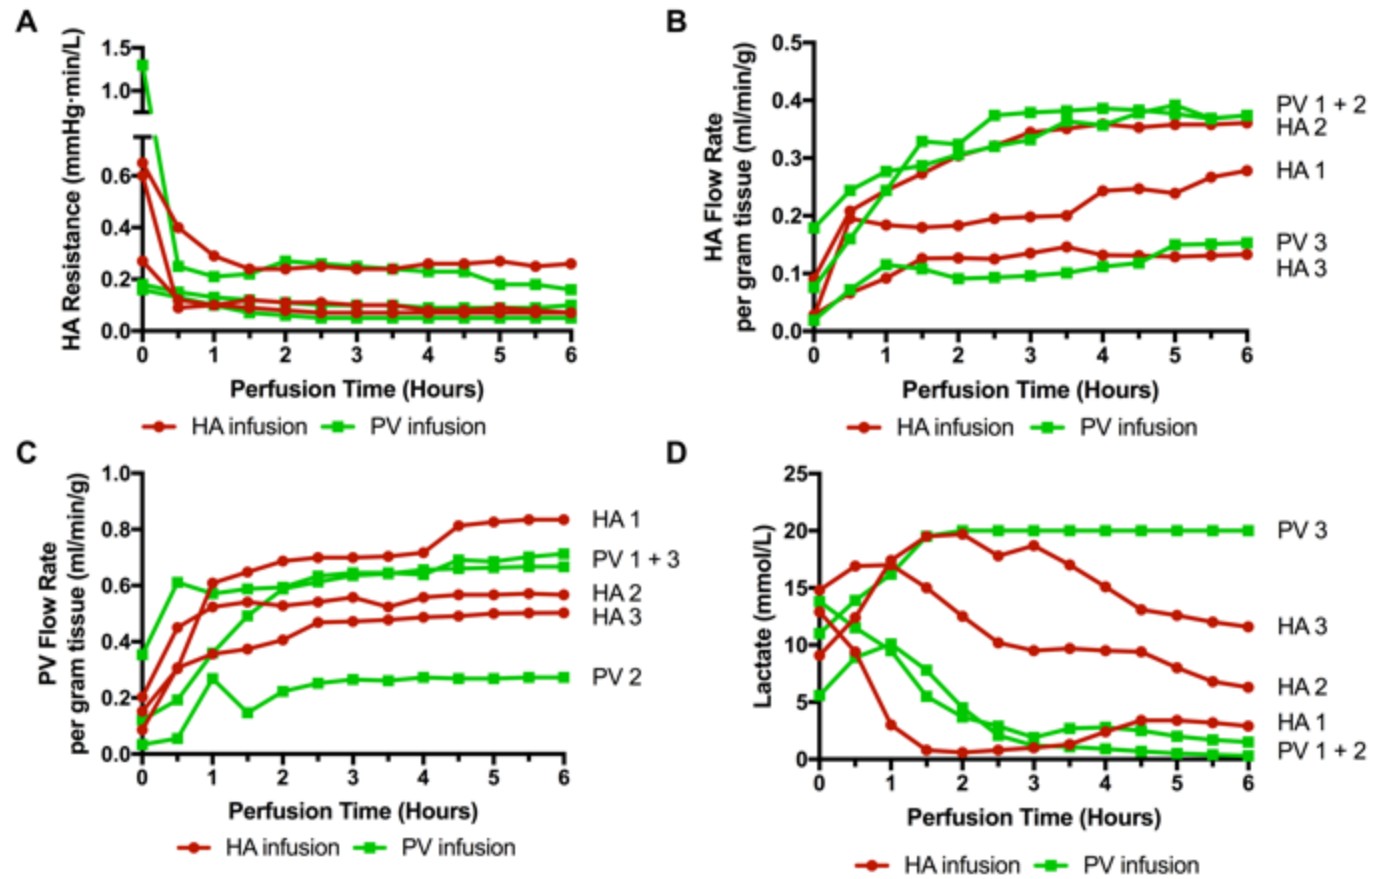 A
HA Resistance (mmHg·min/L)
1.5
1.0
0.6
0.4
0.2
0.0
0 1 2 3 4 5 6
Perfusion Time (Hours)
HA infusion PV infusion
B
HA Flow Rate
per gram tissue (ml/min/g)
0.5
0.4
0.3
0.2
0.1
0.0
0 1 2 3 4 5 6
PV 1 + 2
HA 2
HA 1
PV 3
HA 3
Perfusion Time (Hours)
HA infusion PV infusion
C
PV Flow Rate
per gram tissue (ml/min/g)
1.0
0.8
0.6
0.4
0.2
0.0
0 1 2 3 4 5 6
HA 1
PV 1 + 3
HA 2
HA 3
PV 2
Perfusion Time (Hours)
HA infusion PV infusion
D
Lactate (mmol/L)
25
20
15
10
5
0
0 1 2 3 4 5 6
PV 3
HA 3
HA 2
HA 1
PV 1 + 2
Perfusion Time (Hours)
HA infusion PV infusion